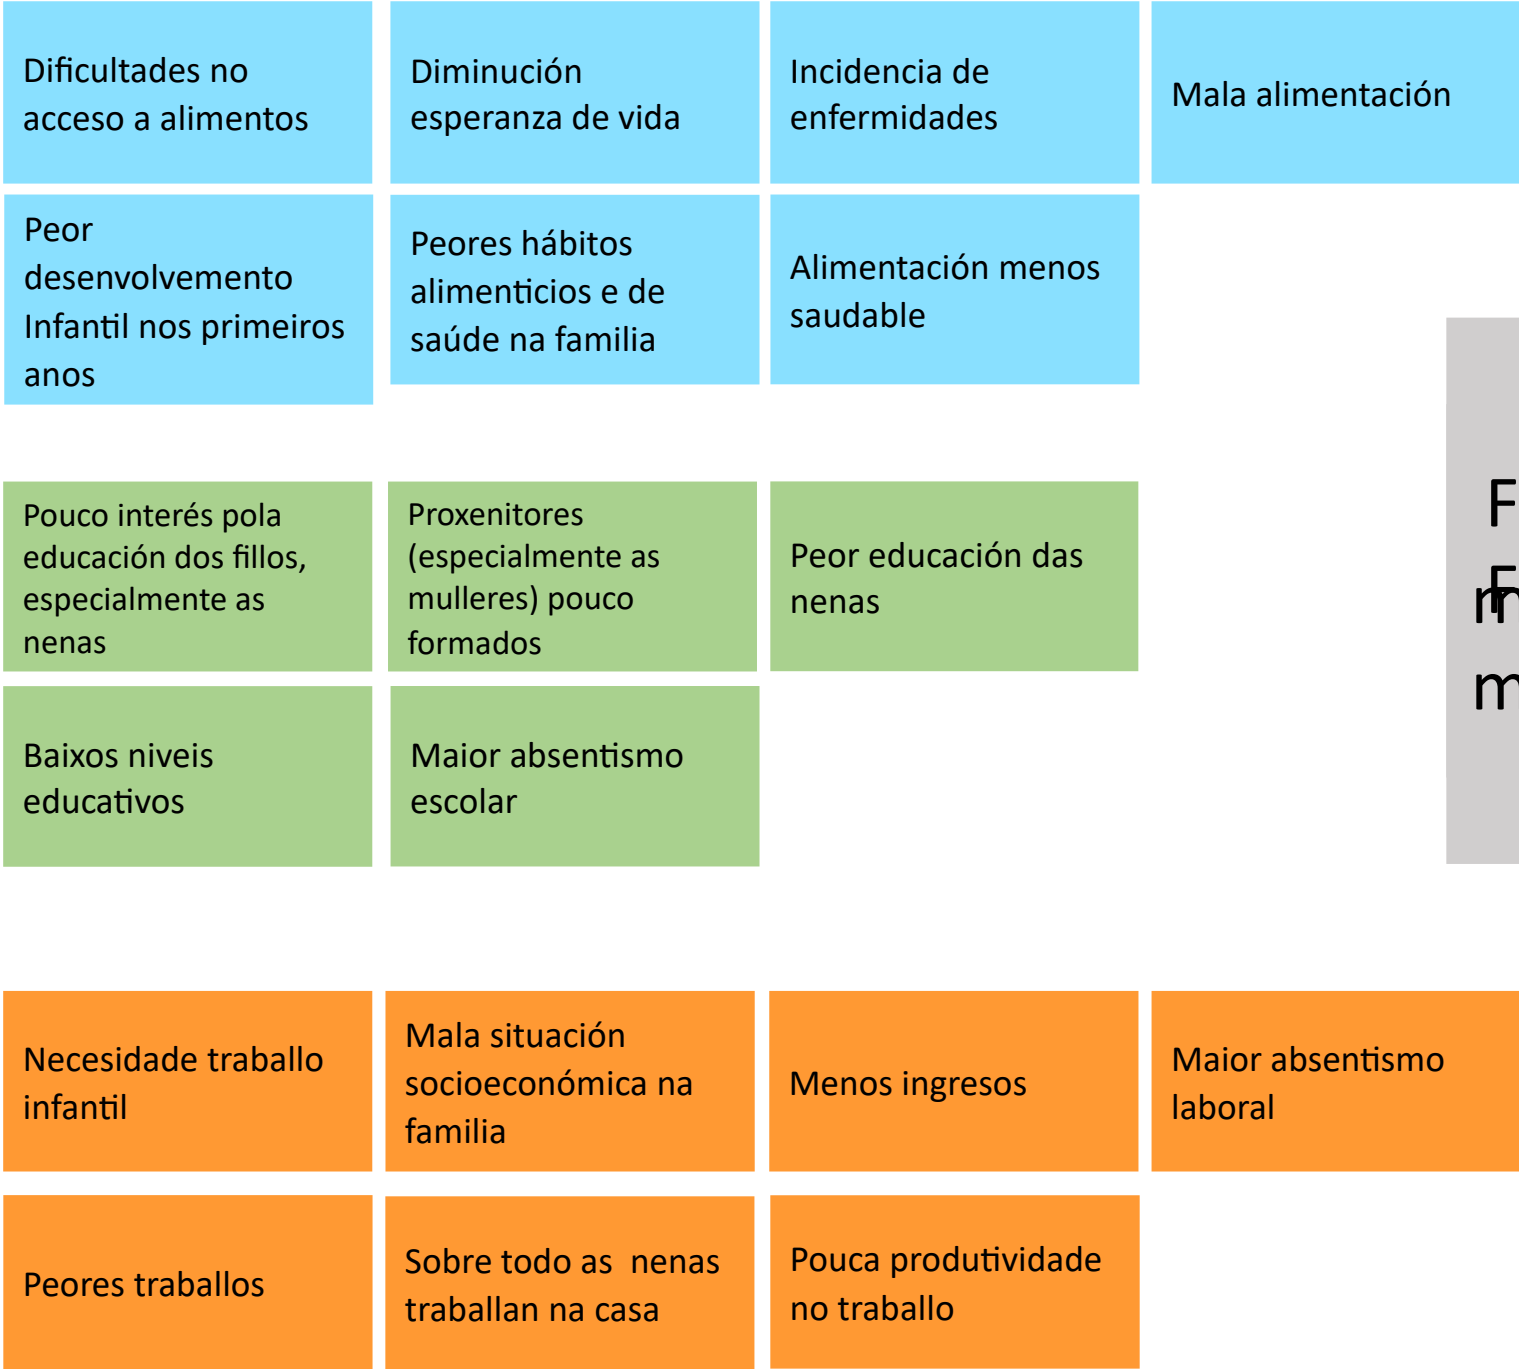 Dificultades no
acceso a alimentos
Diminución
esperanza de vida
Incidencia de
enfermidades
Mala alimentación
Peor
desenvolvemento
Infantil nos primeiros
anos
Peores hábitos
alimenticios e de
saúde na familia
Alimentación menos
saudable
Pouco interés pola
educación dos fillos,
especialmente as
nenas
Proxenitores
(especialmente as
mulleres) pouco
formados
Peor educación das
nenas
Baixos niveis
educativos
Maior absentismo
escolar
Necesidade traballo
infantil
Mala situación
socioeconómica na
familia
Menos ingresos
Maior absentismo
laboral
Peores traballos
Sobre todo as  nenas
traballan na casa
Pouca produtividade
no traballo